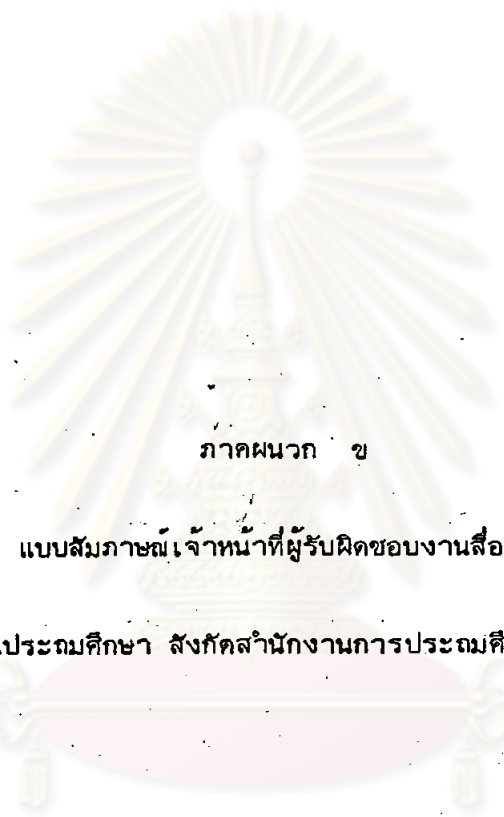 ภาคผนวก ข
แบบสัมภาษณ์เจ้าหน้าที่ผู้รับผิดชอบงานสื่อ
ประถมศึกษา สังกัดสำนักงานการประถมศึ